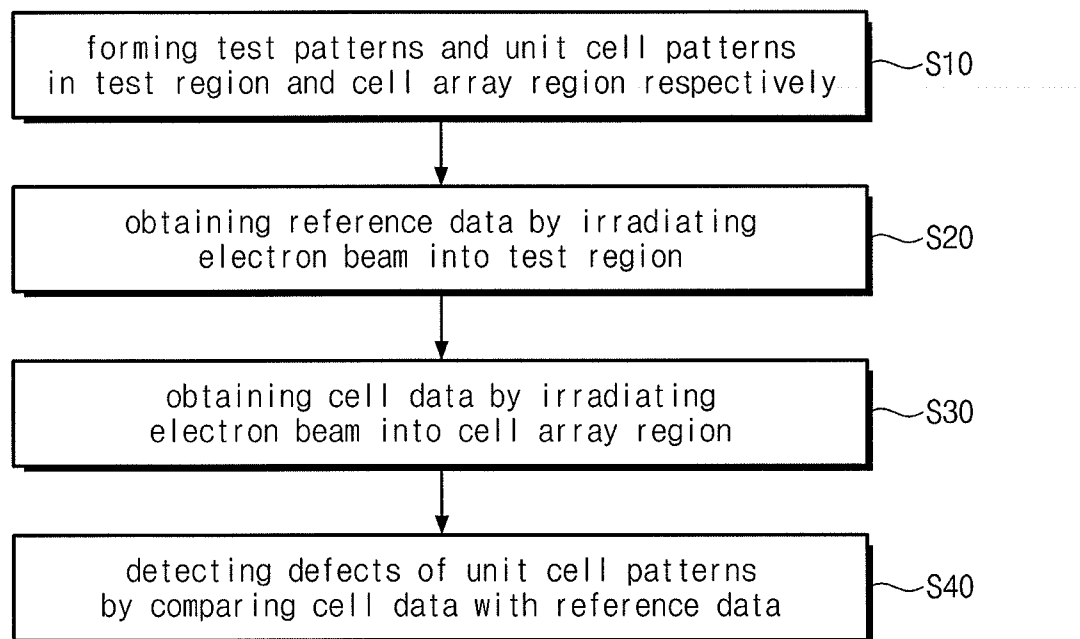 forming test patterns and unit cell patterns
in test region and cell array region respectively
S10
obtaining reference data by irradiating
electron beam into test region
S20
obtaining cell data by irradiating
electron beam into cell array region
S30
detecting defects of unit cell patterns
by comparing cell data with reference data
S40